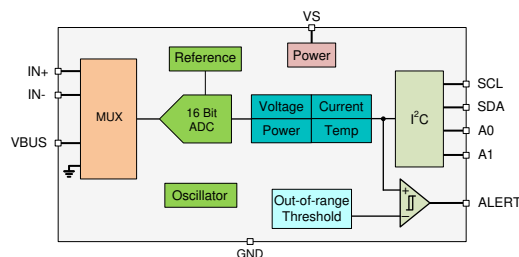 VS
Reference
Power
IN+
IN-
MUX
16 Bit
ADC
Voltage
Current
Power
Temp
I²C
SCL
SDA
A0
A1
VBUS
Oscillator
Out-of-range
Threshold
+
−
ALERT
GND